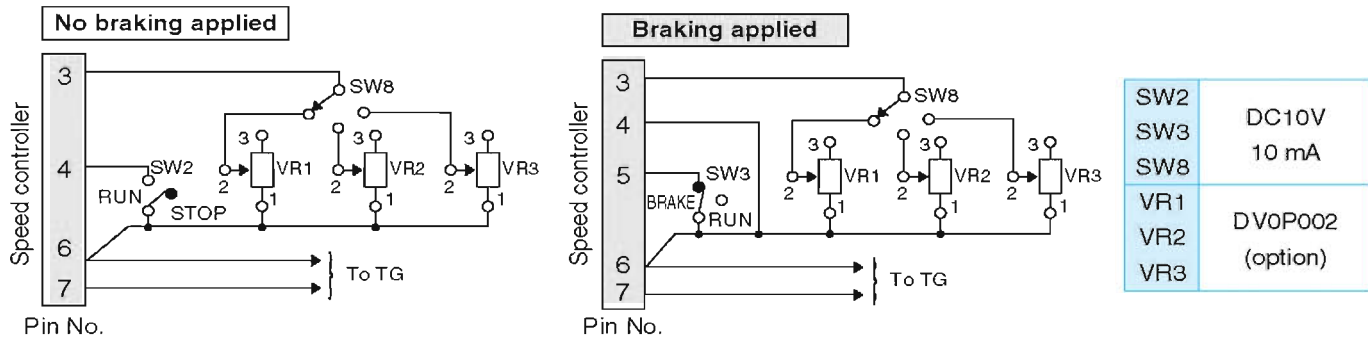 No braking applied
Speed controller
3
SW8
3 3 3
VR1 VR2 VR3
4 SW2
2 2 2
RUN
STOP
1 1 1
6
7
To TG
Pin No.
Braking applied
Speed controller
3
SW8
4
3 3 3
VR1 VR2 VR3
5 SW3
2 2 2
BRAKE
RUN
1 1 1
6
7
To TG
Pin No.
SW2
SW3
SW8
DC10V
10 mA
VR1
VR2
VR3
DV0P002
(option)